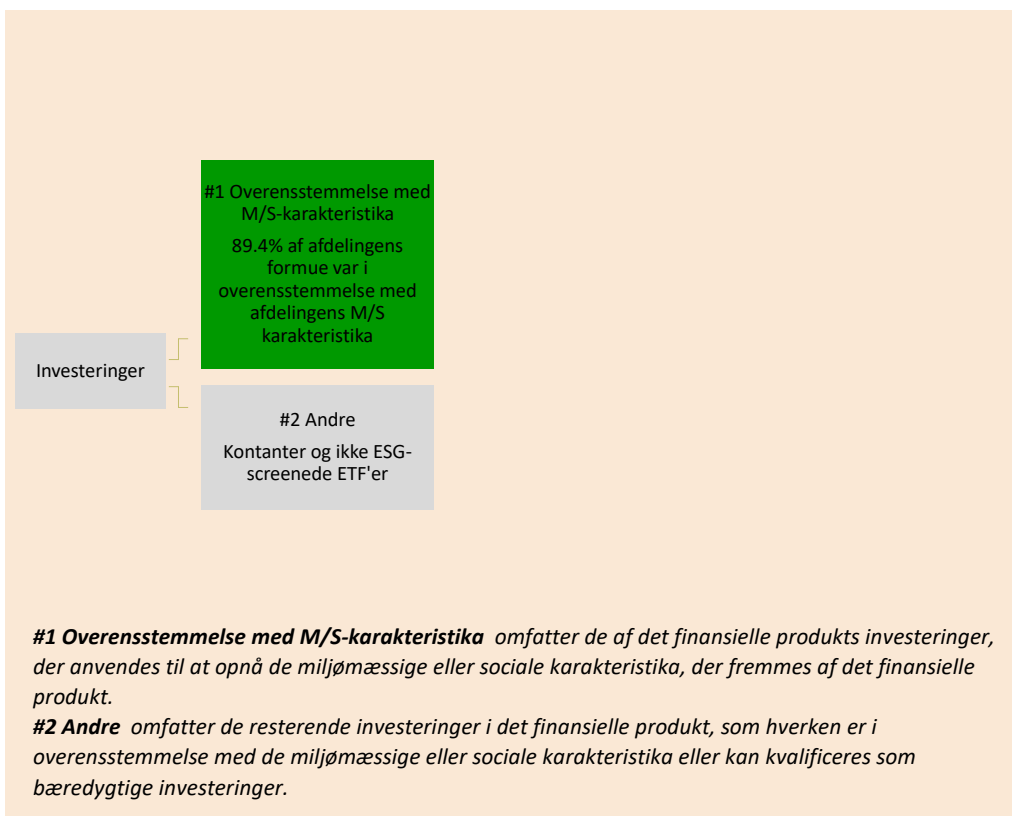 #1 Overensstemmelse med
M/S-karakteristika
89.4% af afdelingens
formue var i
overensstemmelse med
afdelingens M/S
karakteristika
Investeringer
#2 Andre
Kontanter og ikke ESG-
screenede ETF'er
#1 Overensstemmelse med M/S-karakteristika omfatter de af det finansielle produkts investeringer,
der anvendes til at opnå de miljømæssige eller sociale karakteristika, der fremmes af det finansielle
produkt.
#2 Andre omfatter de resterende investeringer i det finansielle produkt, som hverken er i
overensstemmelse med de miljømæssige eller sociale karakteristika eller kan kvalificeres som
bæredygtige investeringer.